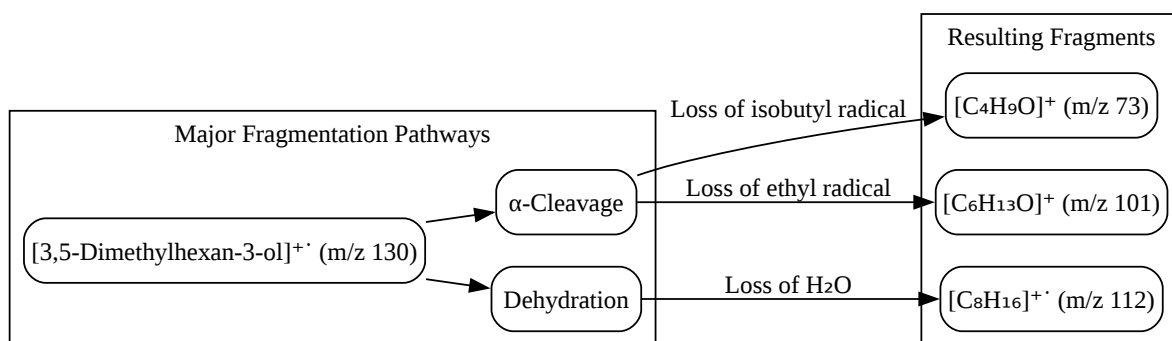 Resulting Fragments
Loss of isobutyl radical
[C₄H₉O]⁺ (m/z 73)
Major Fragmentation Pathways
α-Cleavage
Loss of ethyl radical
[C₆H₁₃O]⁺ (m/z 101)
[3,5-Dimethylhexan-3-ol]⁺˙ (m/z 130)
Dehydration
Loss of H₂O
[C₈H₁₆]⁺˙ (m/z 112)